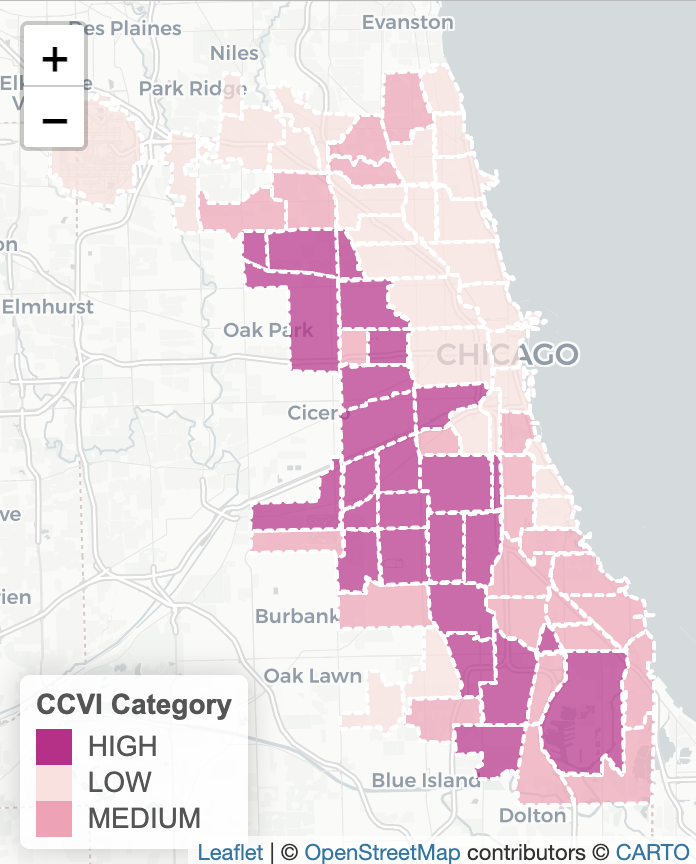 Evanston
Des Plaines
+
Niles
Park Ridge
−
Elmhurst
Oak Park
CHICAGO
Cicero
Burbank
Oak Lawn
CCVI Category
HIGH
LOW
MEDIUM
Blue Island
Dolton
Leaflet | © OpenStreetMap contributors © CARTO